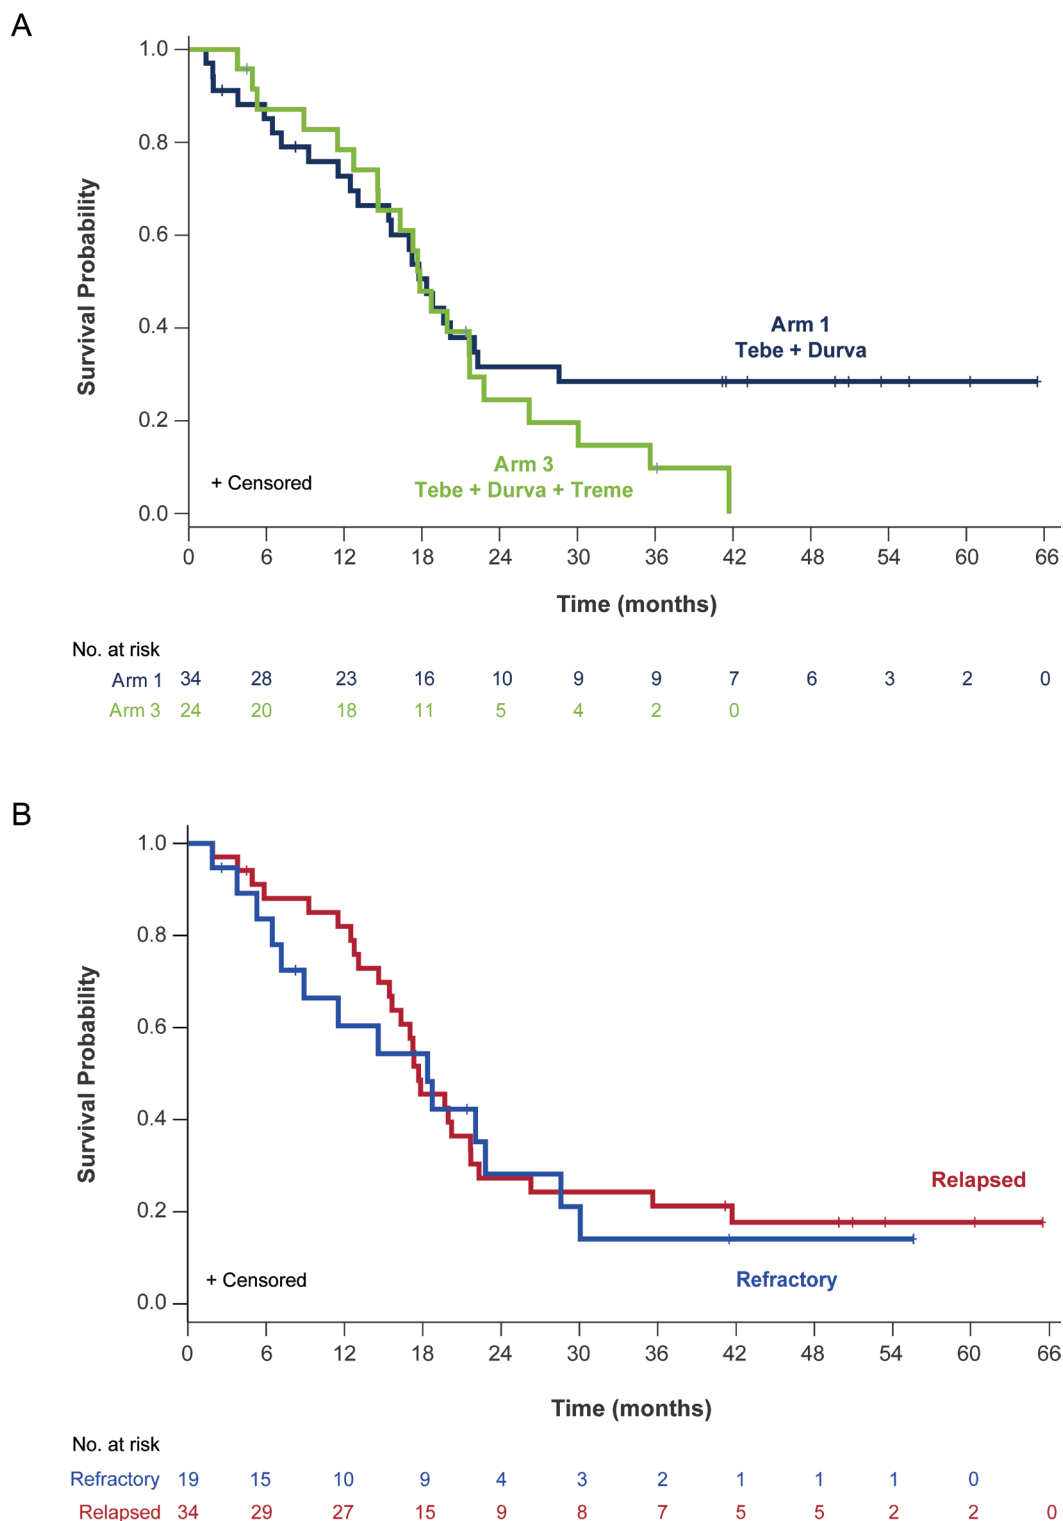 A
1.0
0.8
0.6
0.4
0.2
0.0
Survival Probability
Arm 1
Tebe + Durva
Arm 3
Tebe + Durva + Treme
+ Censored
0 6 12 18 24 30 36 42 48 54 60 66
Time (months)
No. at risk
Arm 1 34 28 23 16 10 9 9 7 6 3 2 0
Arm 3 24 20 18 11 5 4 2 0
B
1.0
0.8
0.6
0.4
0.2
0.0
Survival Probability
Relapsed
Refractory
+ Censored
0 6 12 18 24 30 36 42 48 54 60 66
Time (months)
No. at risk
Refractory 19 15 10 9 4 3 2 1 1 1 0
Relapsed 34 29 27 15 9 8 7 5 5 2 2 0